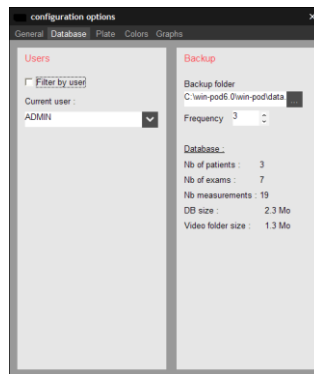 configuration options
General Database Plate Colors Graphs
Users
Filter by user
Current user :
ADMIN
Backup
Backup folder
C:\win-pod6.0\win-pod\data. ...
Frequency 3
Database :
Nb of patients : 3
Nb of exams : 7
Nb measurements : 19
DB size : 2.3 Mo
Video folder size : 1.3 Mo